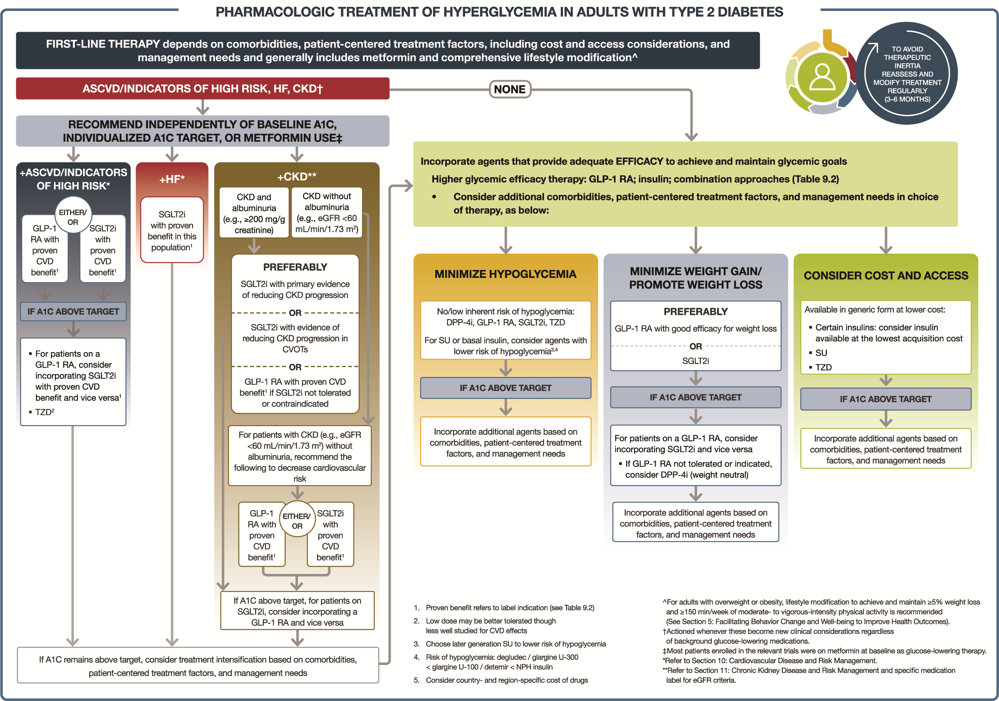 PHARMACOLOGIC TREATMENT OF HYPERGLYCEMIA IN ADULTS WITH TYPE 2 DIABETES
FIRST-LINE THERAPY depends on comorbidities, patient-centered treatment factors, including cost and access considerations, and
management needs and generally includes metformin and comprehensive lifestyle modification^
TO AVOID
THERAPEUTIC
INERTIA
REASSESS AND
MODIFY TREATMENT
REGULARLY
(3–6 MONTHS)
ASCVD/INDICATORS OF HIGH RISK, HF, CKD†
NONE
RECOMMEND INDEPENDENTLY OF BASELINE A1C,
INDIVIDUALIZED A1C TARGET, OR METFORMIN USE‡
+ASCVD/INDICATORS
OF HIGH RISK*
EITHER/
OR
GLP-1
RA with
proven
CVD
benefit¹
SGLT2i
with
proven
CVD
benefit¹
IF A1C ABOVE TARGET
▪ For patients on a
GLP-1 RA, consider
incorporating SGLT2i
with proven CVD
benefit and vice versa¹
▪ TZD²
+HF*
SGLT2i
with proven
benefit in this
population¹
+CKD**
CKD and
albuminuria
(e.g., ≥200 mg/g
creatinine)
CKD without
albuminuria
(e.g., eGFR <60
mL/min/1.73 m²)
PREFERABLY
SGLT2i with primary evidence
of reducing CKD progression
OR
SGLT2i with evidence of
reducing CKD progression in
CVOTs
OR
GLP-1 RA with proven CVD
benefit¹ if SGLT2i not tolerated
or contraindicated
For patients with CKD (e.g., eGFR
<60 mL/min/1.73 m²) without
albuminuria, recommend the
following to decrease cardiovascular
risk
EITHER/
OR
GLP-1
RA with
proven
CVD
benefit¹
SGLT2i
with
proven
CVD
benefit¹
If A1C above target, for patients on
SGLT2i, consider incorporating a
GLP-1 RA and vice versa
If A1C remains above target, consider treatment intensification based on comorbidities,
patient-centered treatment factors, and management needs
Incorporate agents that provide adequate EFFICACY to achieve and maintain glycemic goals
Higher glycemic efficacy therapy: GLP-1 RA; insulin; combination approaches (Table 9.2)
• Consider additional comorbidities, patient-centered treatment factors, and management needs in choice
of therapy, as below:
MINIMIZE HYPOGLYCEMIA
No/low inherent risk of hypoglycemia:
DPP-4i, GLP-1 RA, SGLT2i, TZD
For SU or basal insulin, consider agents with
lower risk of hypoglycemia³,⁴
IF A1C ABOVE TARGET
Incorporate additional agents based on
comorbidities, patient-centered treatment
factors, and management needs
MINIMIZE WEIGHT GAIN/
PROMOTE WEIGHT LOSS
PREFERABLY
GLP-1 RA with good efficacy for weight loss
OR
SGLT2i
IF A1C ABOVE TARGET
For patients on a GLP-1 RA, consider
incorporating SGLT2i and vice versa
▪ If GLP-1 RA not tolerated or indicated,
consider DPP-4i (weight neutral)
Incorporate additional agents based on
comorbidities, patient-centered treatment
factors, and management needs
CONSIDER COST AND ACCESS
Available in generic form at lower cost:
▪ Certain insulins: consider insulin
available at the lowest acquisition cost
▪ SU
▪ TZD
IF A1C ABOVE TARGET
Incorporate additional agents based on
comorbidities, patient-centered treatment
factors, and management needs
1. Proven benefit refers to label indication (see Table 9.2)
2. Low dose may be better tolerated though
less well studied for CVD effects
3. Choose later generation SU to lower risk of hypoglycemia
4. Risk of hypoglycemia: degludec / glargine U-300
< glargine U-100 / detemir < NPH insulin
5. Consider country- and region-specific cost of drugs
^For adults with overweight or obesity, lifestyle modification to achieve and maintain ≥5% weight loss
and ≥150 min/week of moderate- to vigorous-intensity physical activity is recommended
(See Section 5: Facilitating Behavior Change and Well-being to Improve Health Outcomes).
†Actioned whenever these become new clinical considerations regardless
of background glucose-lowering medications.
‡Most patients enrolled in the relevant trials were on metformin at baseline as glucose-lowering therapy.
*Refer to Section 10: Cardiovascular Disease and Risk Management.
**Refer to Section 11: Chronic Kidney Disease and Risk Management and specific medication
label for eGFR criteria.